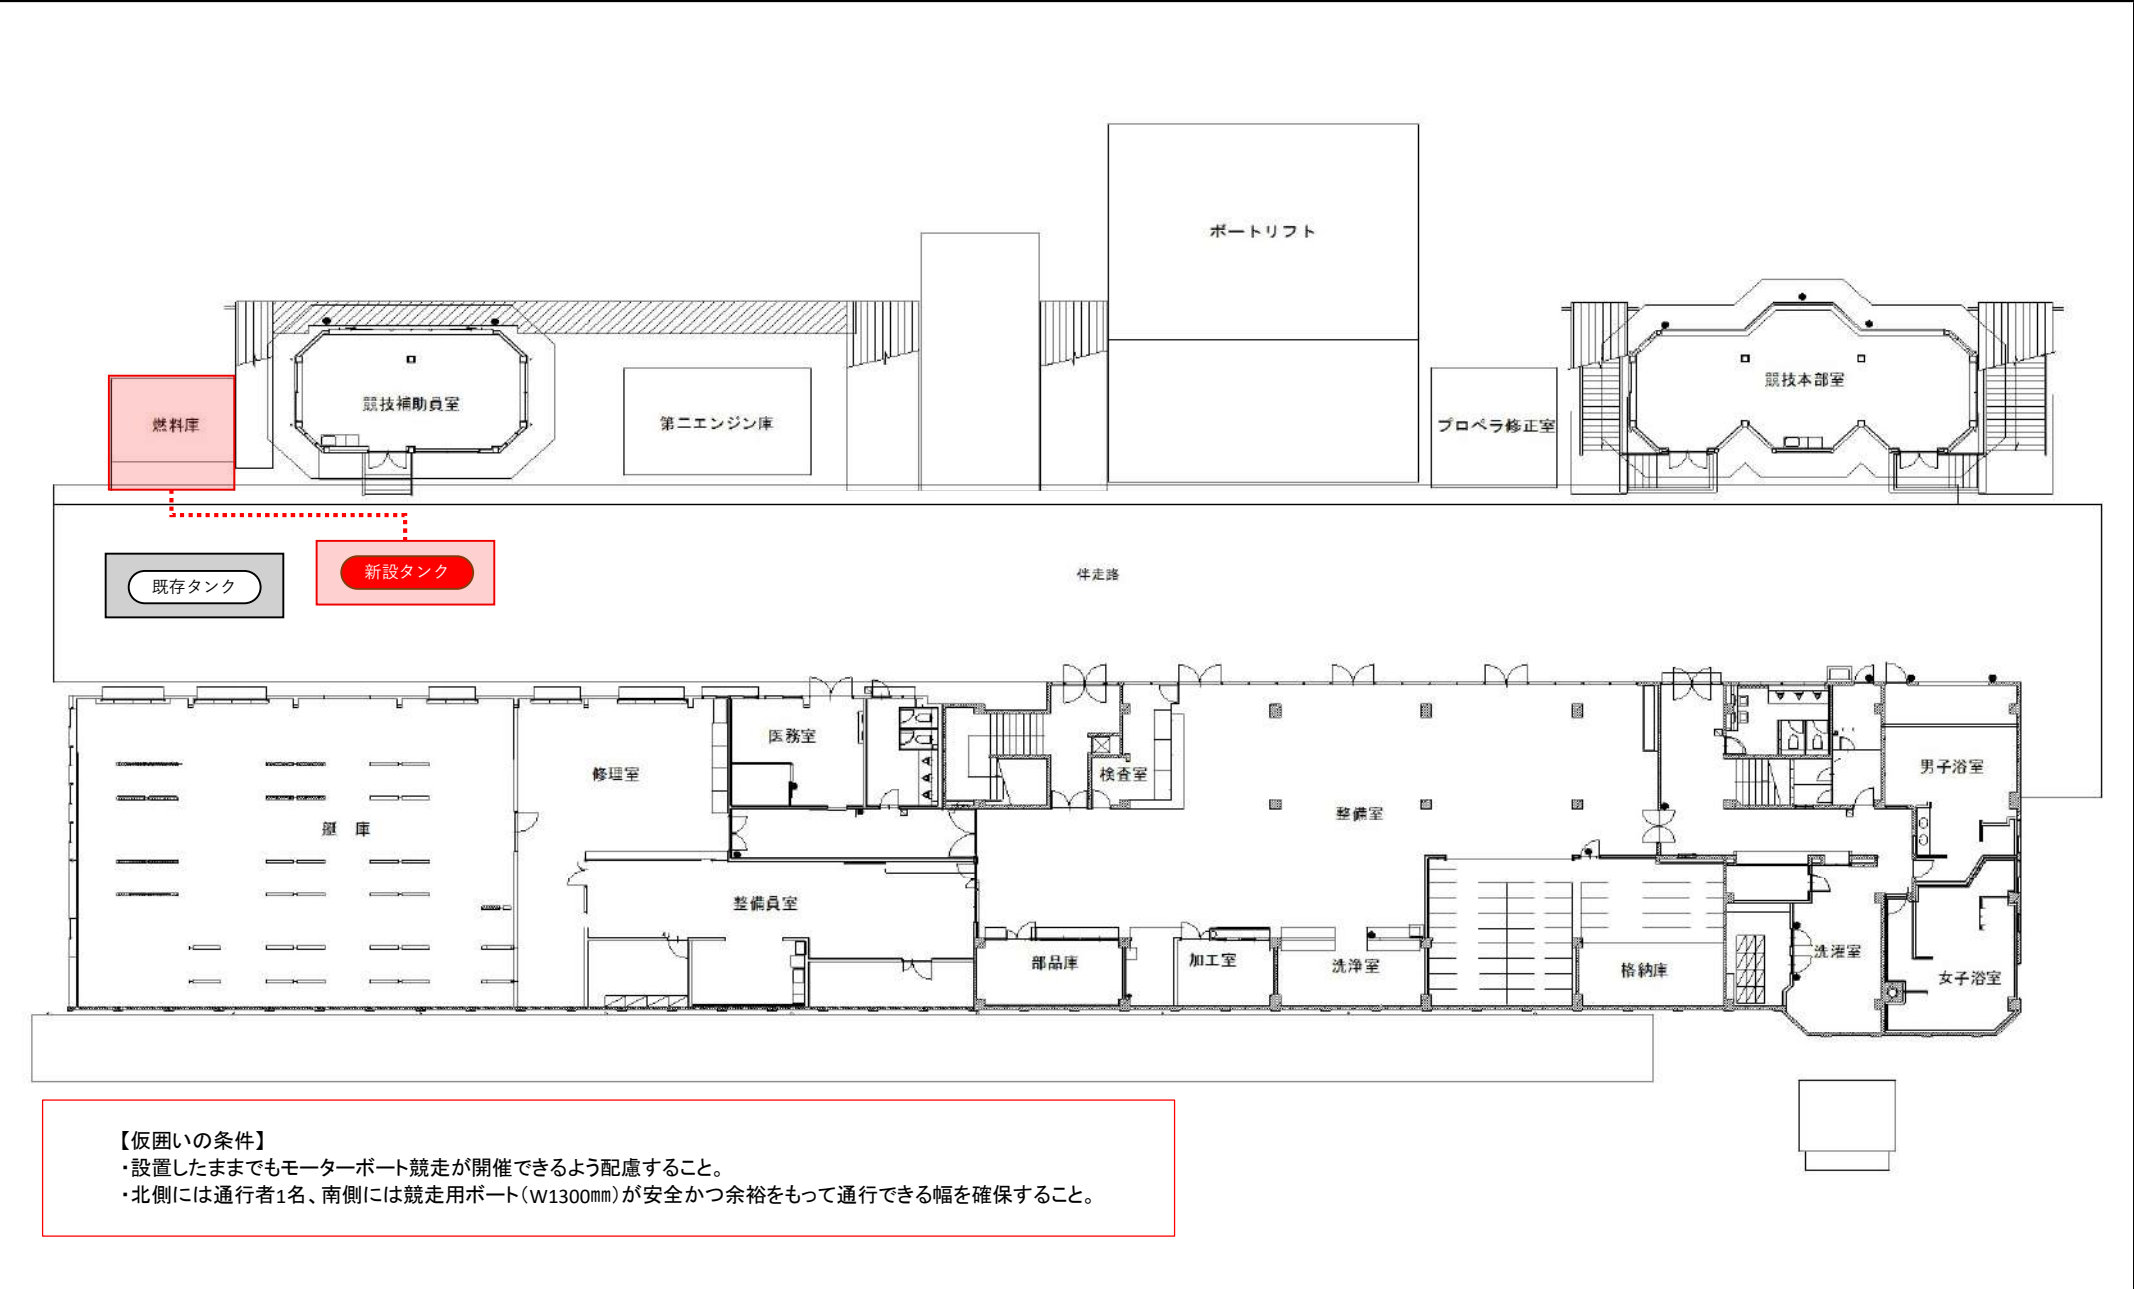 ボートリフト
競技本部室
競技補助員室
燃料庫
第二エンジン庫
プロペラ修正室
新設タンク
既存タンク
伴走路
医務室
修理室
検査室
男子浴室
整備室
艇 庫
整備員室
部品庫
加工室
洗浄室
格納庫
洗濯室
女子浴室
【仮囲いの条件】
・設置したままでもモーターボート競走が開催できるよう配慮すること。
・北側には通行者1名、南側には競走用ボート（W1300㎜）が安全かつ余裕をもって通行できる幅を確保すること。